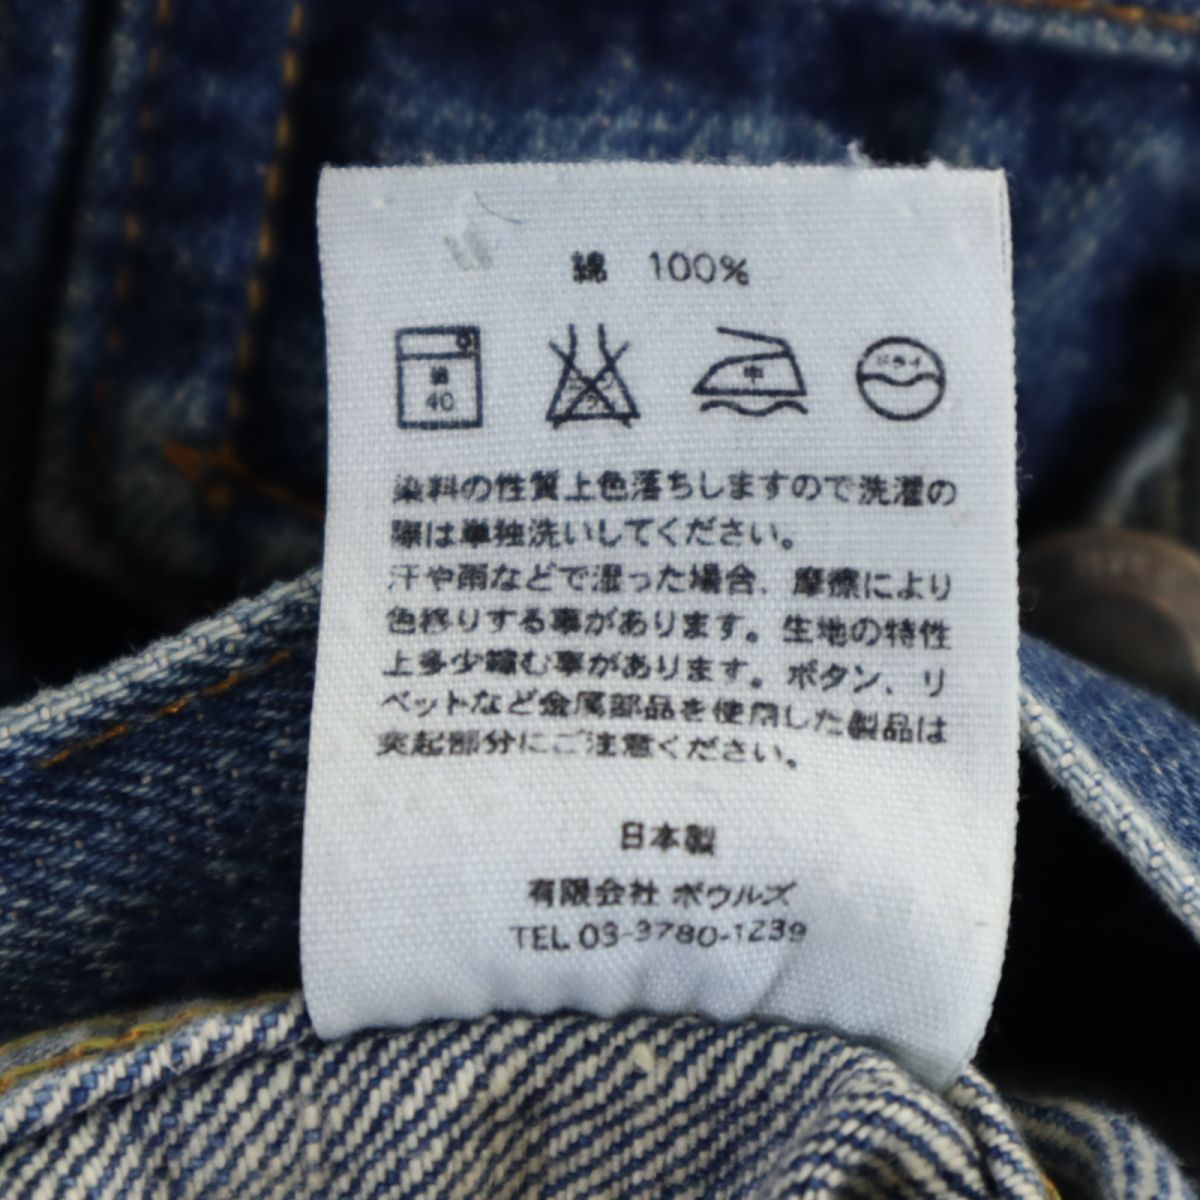 綿 100%
40
中
染料の性質上色落ちしますので洗濯の
際は単独洗いしてください。
汗や雨などで湿った場合、摩擦により
色移りする事があります。生地の特性
上多少縮む事があります。ボタン、リ
ベットなど金属部品を使用した製品は
突起部分にご注意ください。
日本製
有限会社 ボウルズ
TEL 03-3780-1239